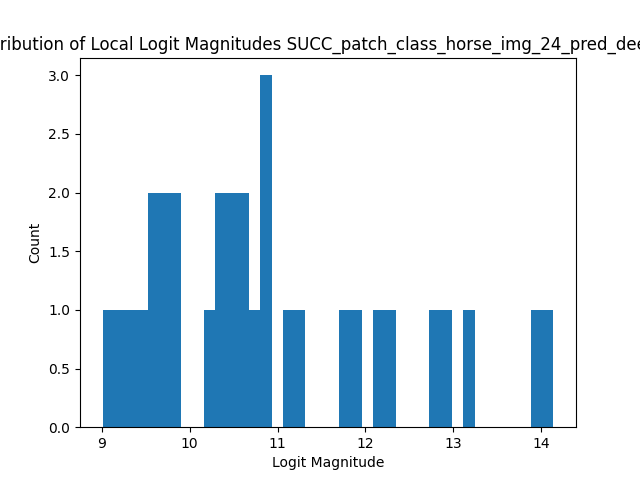 ribution of Local Logit Magnitudes SUCC_patch_class_horse_img_24_pred_dee
3.0
2.5
2.0
1.5
1.0
0.5
0.0
Count
9 10 11 12 13 14
Logit Magnitude